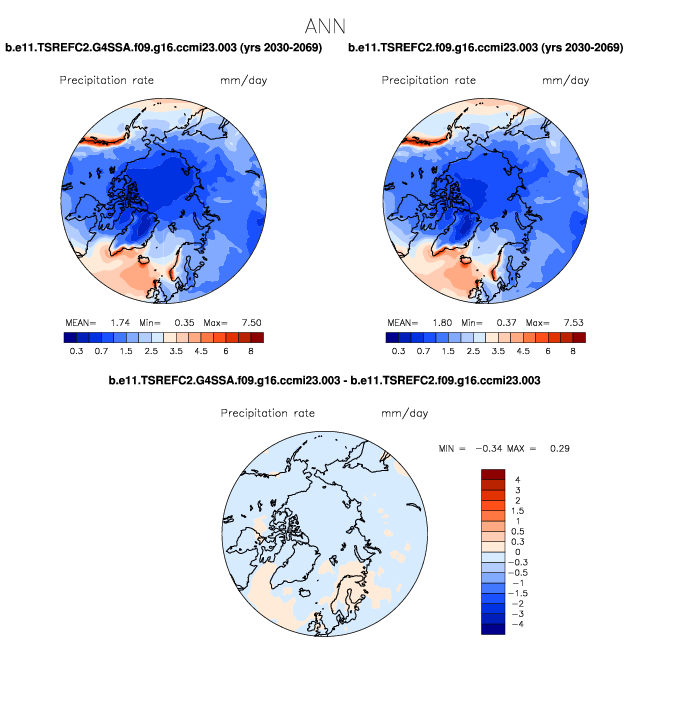 ANN
b.e11.TSREFC2.G4SSA.f09.g16.ccmi23.003 (yrs 2030-2069)
b.e11.TSREFC2.f09.g16.ccmi23.003 (yrs 2030-2069)
Precipitation rate mm/day
Precipitation rate mm/day
MEAN= 1.74 Min= 0.35 Max= 7.50
0.3 0.7 1.5 2.5 3.5 4.5 6 8
MEAN= 1.80 Min= 0.37 Max= 7.53
0.3 0.7 1.5 2.5 3.5 4.5 6 8
b.e11.TSREFC2.G4SSA.f09.g16.ccmi23.003 - b.e11.TSREFC2.f09.g16.ccmi23.003
Precipitation rate mm/day
MIN = -0.34 MAX = 0.29
4
3
2
1.5
1
0.5
0.3
0
-0.3
-0.5
-1
-1.5
-2
-3
-4